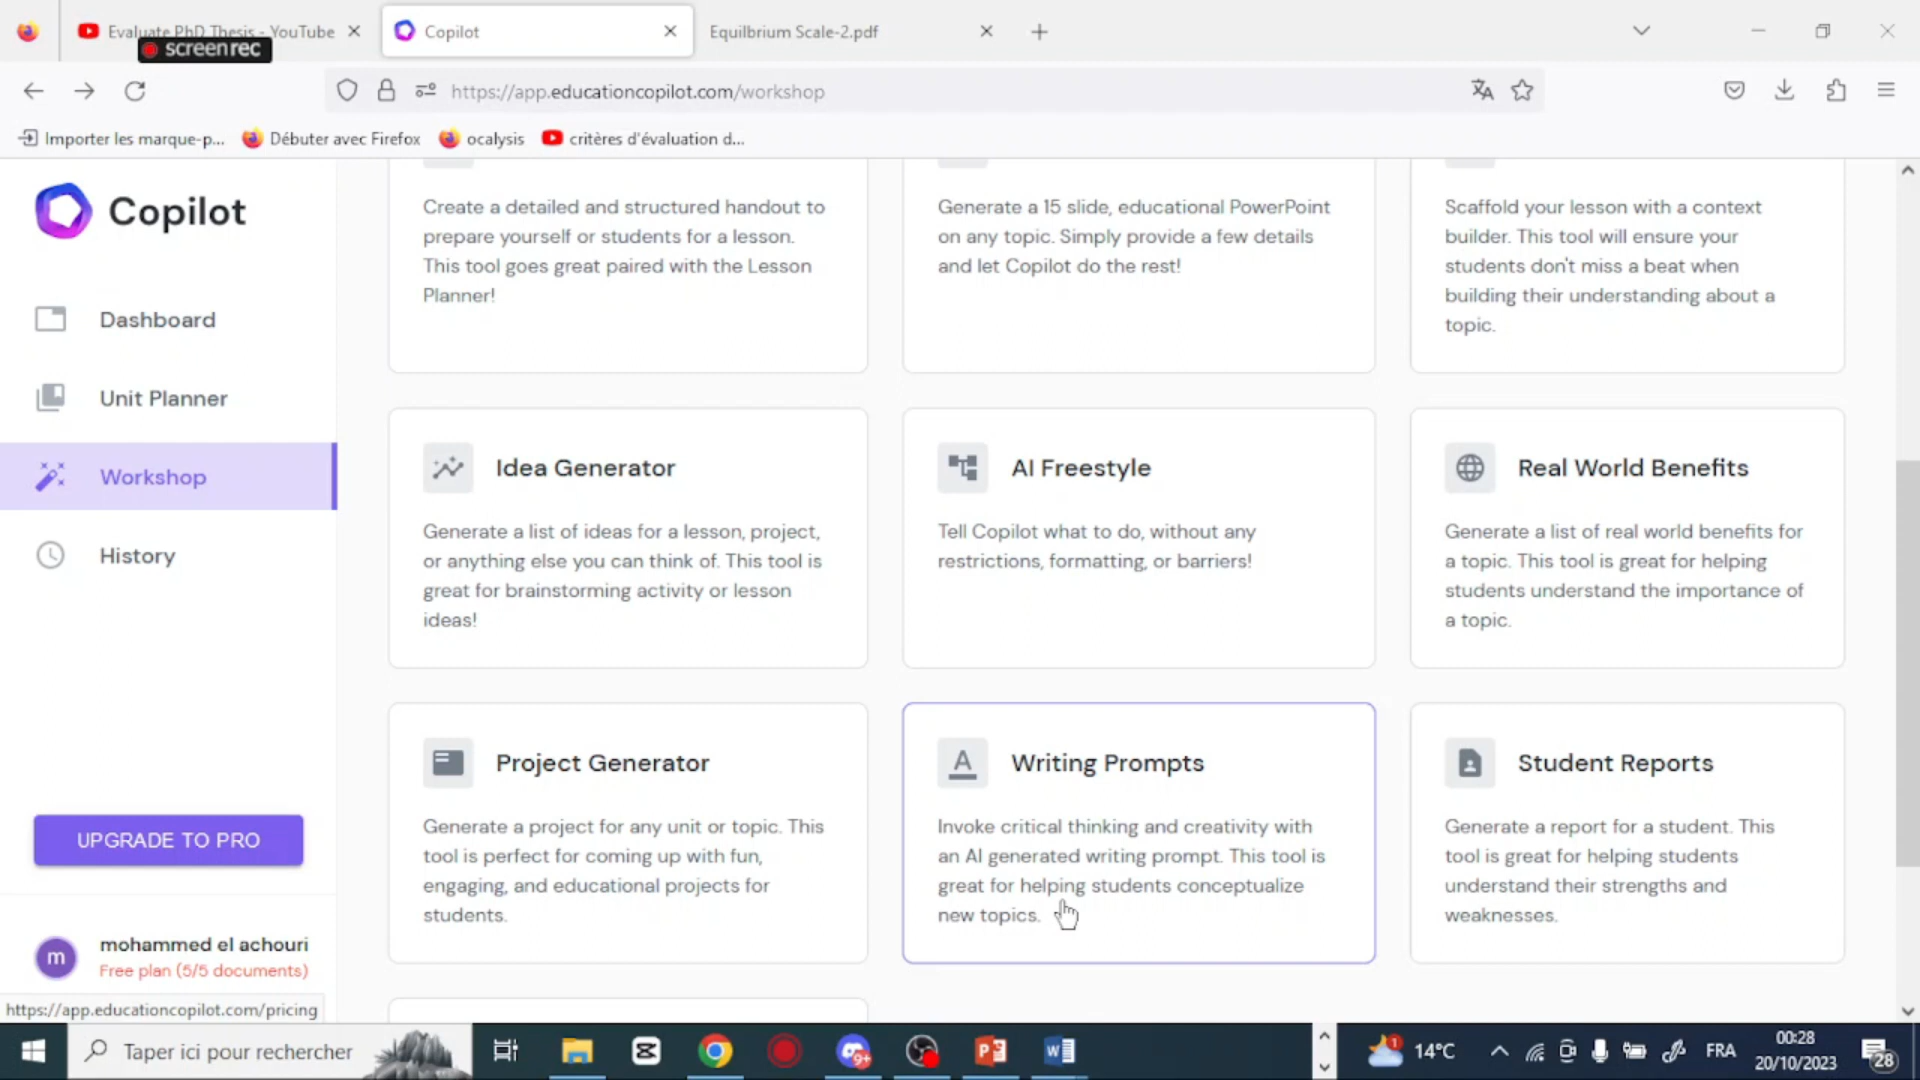 Evaluate PhD Thesis - YouTube
Copilot
Equilbrium Scale-2.pdf
screenrec
https://app.educationcopilot.com/workshop
Importer les marque-p...
Débuter avec Firefox
ocalysis
critères d'évaluation d...
Copilot
Dashboard
Unit Planner
Workshop
History
UPGRADE TO PRO
m
mohammed el achouri
Free plan (5/5 documents)
https://app.educationcopilot.com/pricing
Create a detailed and structured handout to
prepare yourself or students for a lesson.
This tool goes great paired with the Lesson
Planner!
Generate a 15 slide, educational PowerPoint
on any topic. Simply provide a few details
and let Copilot do the rest!
Scaffold your lesson with a context
builder. This tool will ensure your
students don't miss a beat when
building their understanding about a
topic.
Idea Generator
Generate a list of ideas for a lesson, project,
or anything else you can think of. This tool is
great for brainstorming activity or lesson
ideas!
AI Freestyle
Tell Copilot what to do, without any
restrictions, formatting, or barriers!
Real World Benefits
Generate a list of real world benefits for
a topic. This tool is great for helping
students understand the importance of
a topic.
Project Generator
Generate a project for any unit or topic. This
tool is perfect for coming up with fun,
engaging, and educational projects for
students.
A
Writing Prompts
Invoke critical thinking and creativity with
an AI generated writing prompt. This tool is
great for helping students conceptualize
new topics.
Student Reports
Generate a report for a student. This
tool is great for helping students
understand their strengths and
weaknesses.
Taper ici pour rechercher
9+
P
W
1
14°C
FRA
00:28
20/10/2023
28